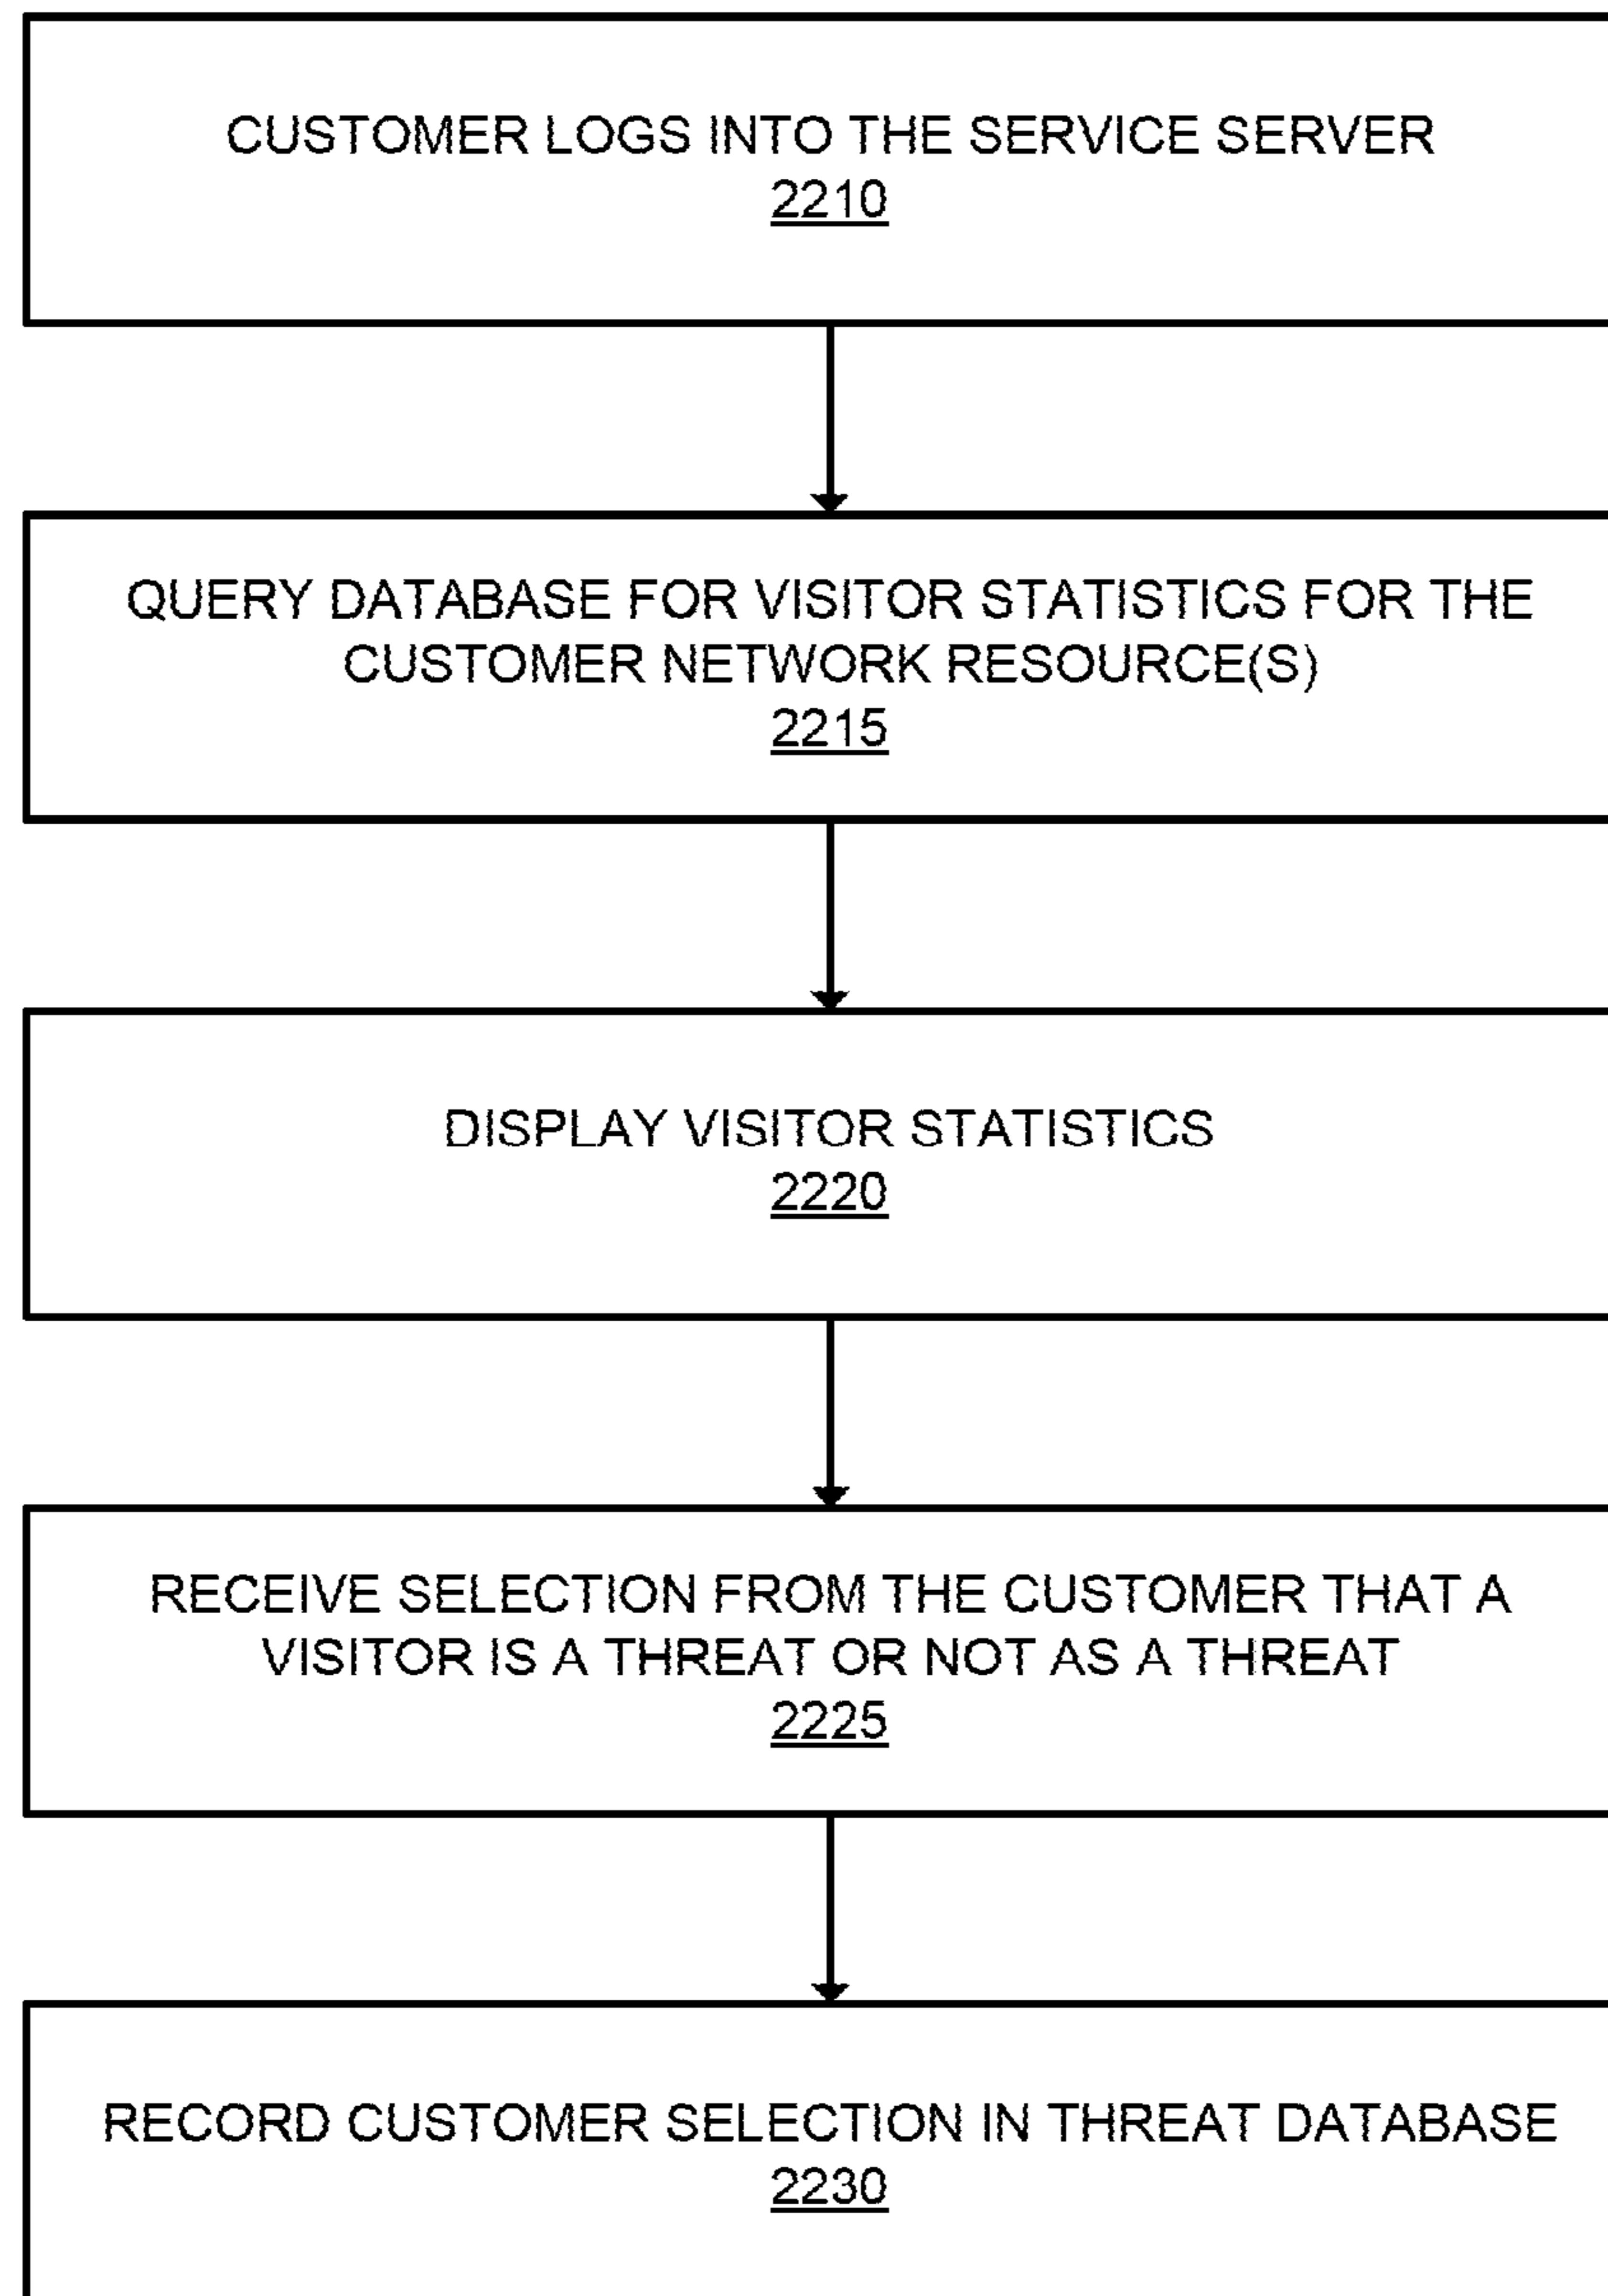 CUSTOMER LOGS INTO THE SERVICE SERVER
2210
QUERY DATABASE FOR VISITOR STATISTICS FOR THE
CUSTOMER NETWORK RESOURCE(S)
2215
DISPLAY VISITOR STATISTICS
2220
RECEIVE SELECTION FROM THE CUSTOMER THAT A
VISITOR IS A THREAT OR NOT AS A THREAT
2225
RECORD CUSTOMER SELECTION IN THREAT DATABASE
2230